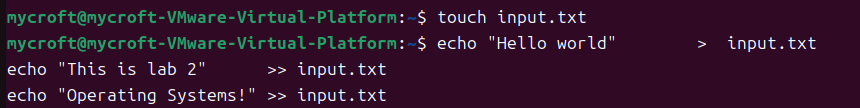 mycroft@mycroft-VMware-Virtual-Platform:~$ touch input.txt
mycroft@mycroft-VMware-Virtual-Platform:~$ echo "Hello world"        >  input.txt
echo "This is lab 2"      >> input.txt
echo "Operating Systems!" >> input.txt